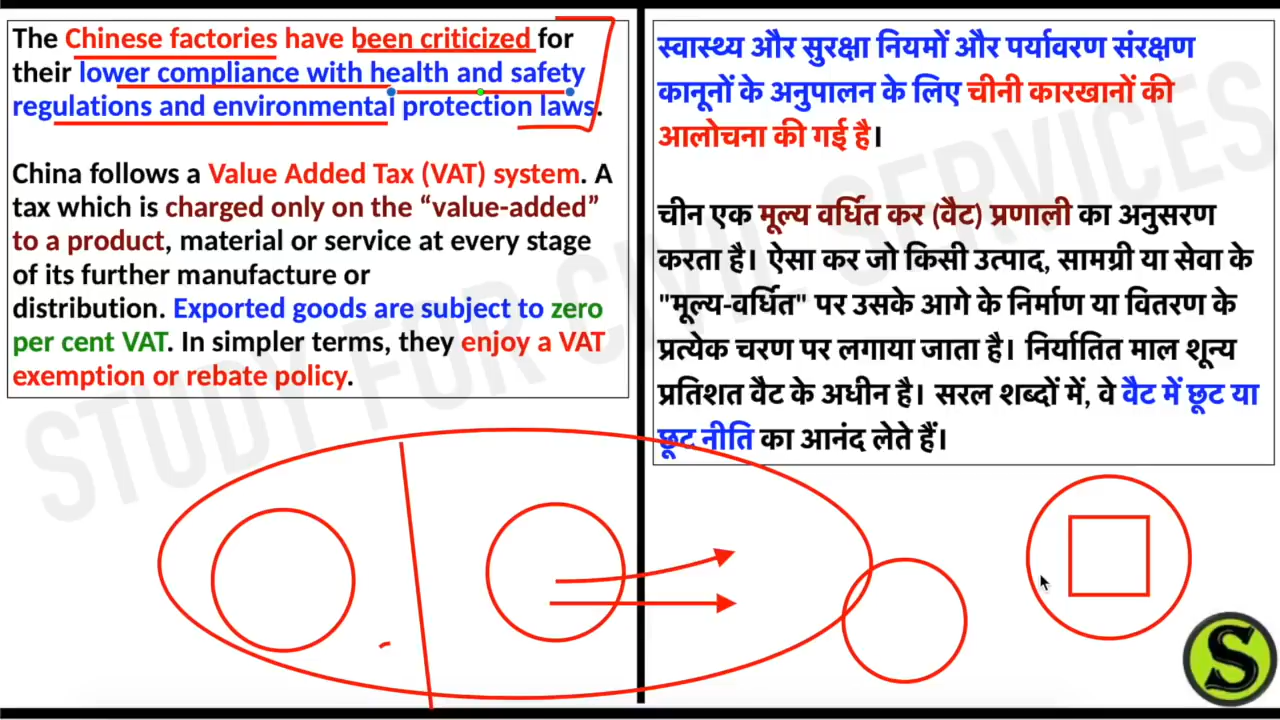 The Chinese factories have been criticized for
their lower compliance with health and safety
regulations and environmental protection laws.
China follows a Value Added Tax (VAT) system. A
tax which is charged only on the “value-added”
to a product, material or service at every stage
of its further manufacture or
distribution. Exported goods are subject to zero
per cent VAT. In simpler terms, they enjoy a VAT
exemption or rebate policy.
स्वास्थ्य और सुरक्षा नियमों और पर्यावरण संरक्षण
कानूनों के अनुपालन के लिए चीनी कारखानों की
आलोचना की गई है।
चीन एक मूल्य वर्धित कर (वैट) प्रणाली का अनुसरण
करता है। ऐसा कर जो किसी उत्पाद, सामग्री या सेवा के
"मूल्य-वर्धित" पर उसके आगे के निर्माण या वितरण के
प्रत्येक चरण पर लगाया जाता है। निर्यातित माल शून्य
प्रतिशत वैट के अधीन है। सरल शब्दों में, वे वैट में छूट या
छूट नीति का आनंद लेते हैं।
STUDY FOR CIVIL SERVICES
S